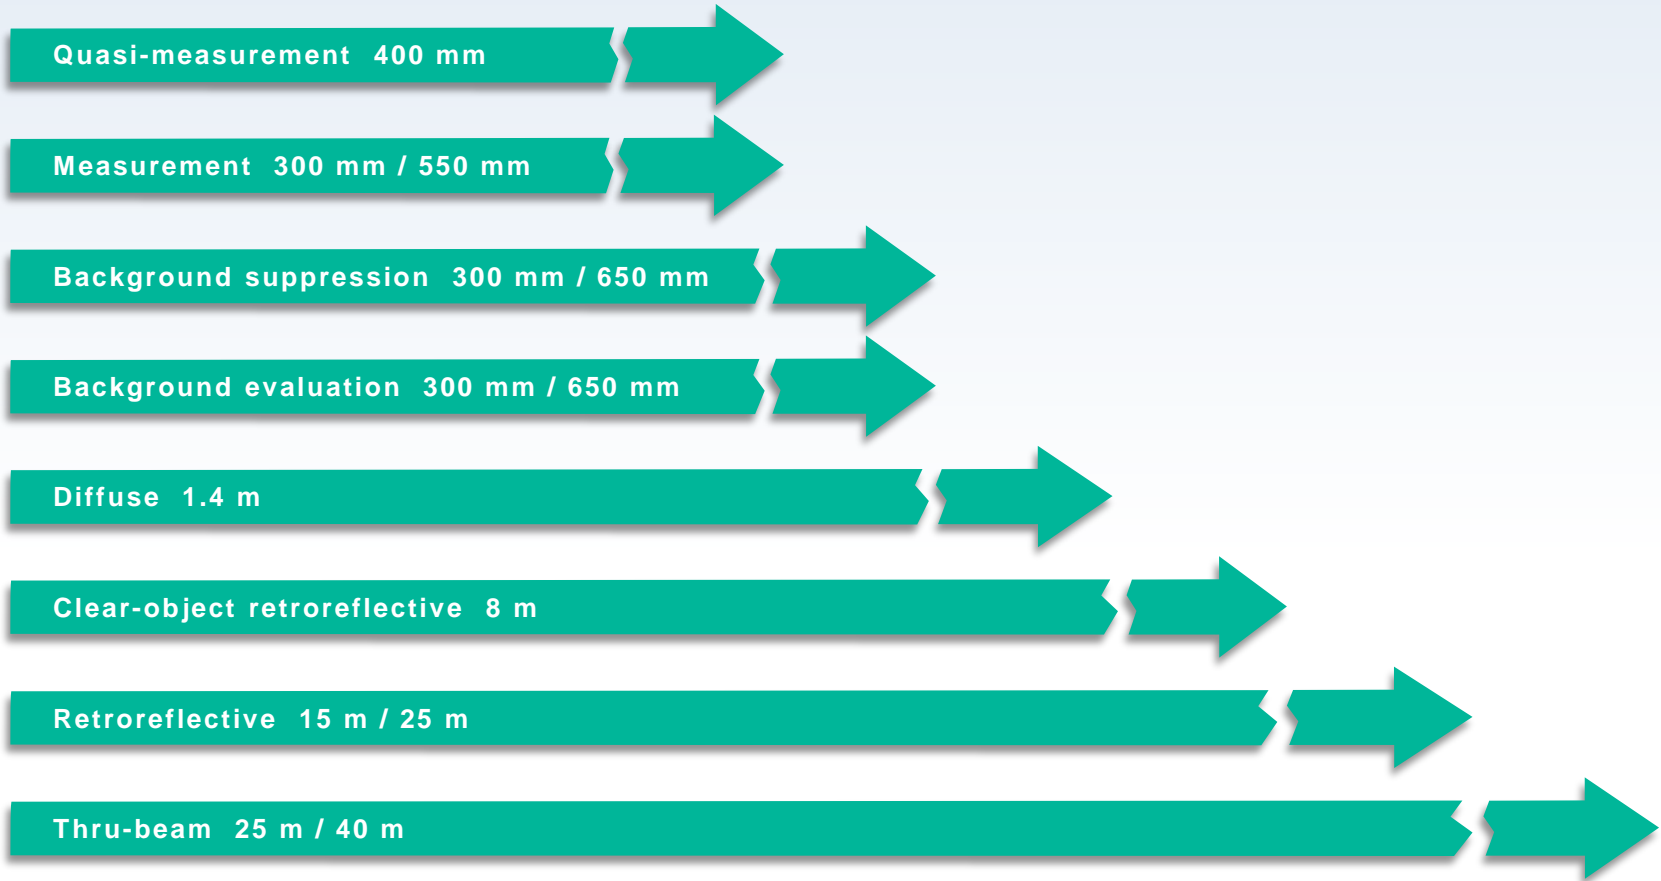 Quasi-measurement 400 mm
Measurement 300 mm / 550 mm
Background suppression 300 mm / 650 mm
Background evaluation 300 mm / 650 mm
Diffuse 1.4 m
Clear-object retroreflective 8 m
Retroreflective 15 m / 25 m
Thru-beam 25 m / 40 m